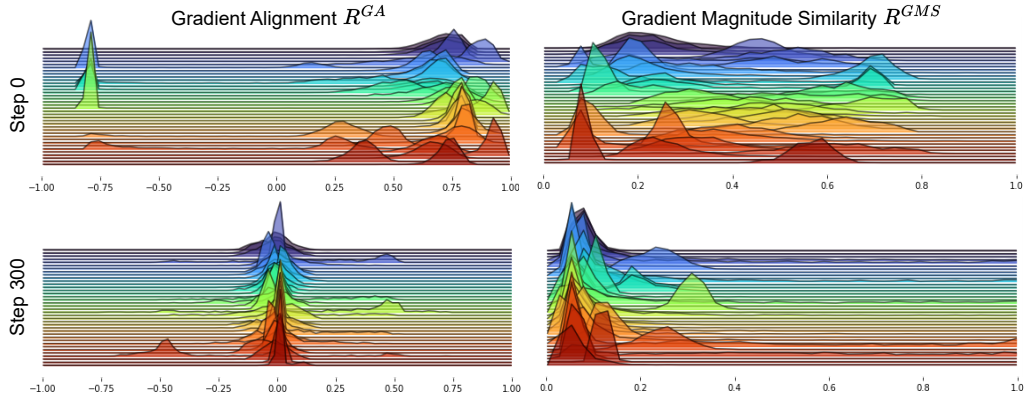 Gradient Alignment R^{GA}
Gradient Magnitude Similarity R^{GMS}
Step 0
−1.00 −0.75 −0.50 −0.25 0.00 0.25 0.50 0.75 1.00
0.0 0.2 0.4 0.6 0.8 1.0
Step 300
−1.00 −0.75 −0.50 −0.25 0.00 0.25 0.50 0.75 1.00
0.0 0.2 0.4 0.6 0.8 1.0